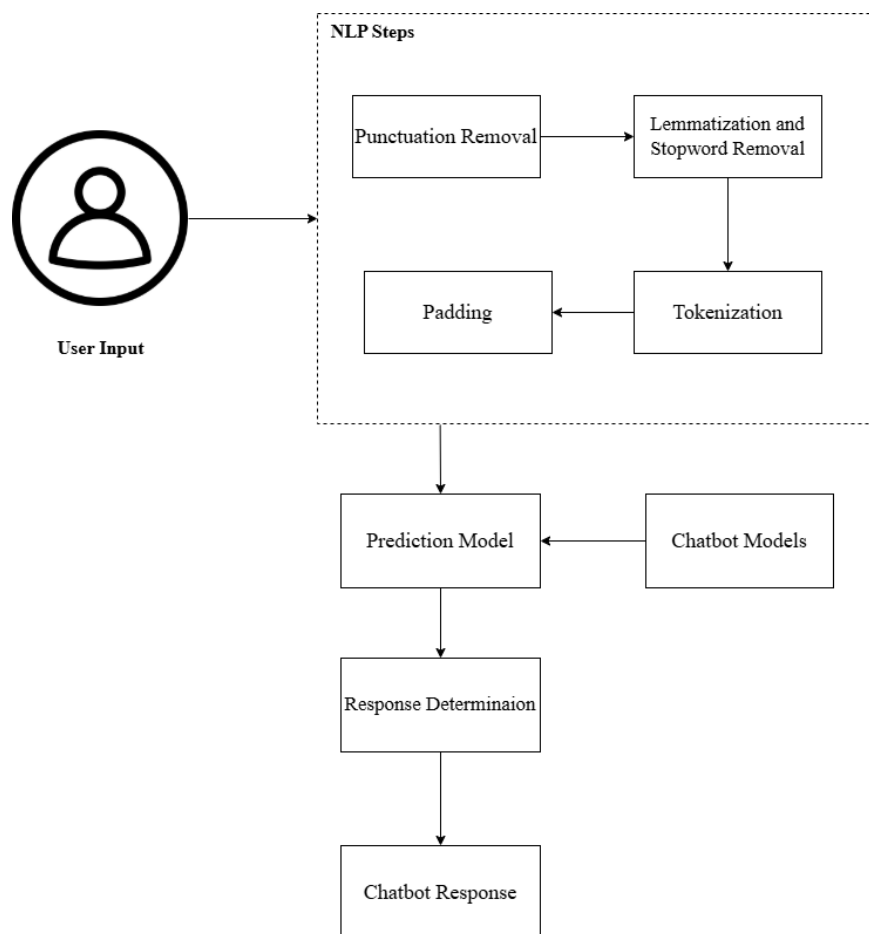 NLP Steps
Punctuation Removal
Lemmatization and
Stopword Removal
Padding
Tokenization
User Input
Prediction Model
Chatbot Models
Response Determinaion
Chatbot Response